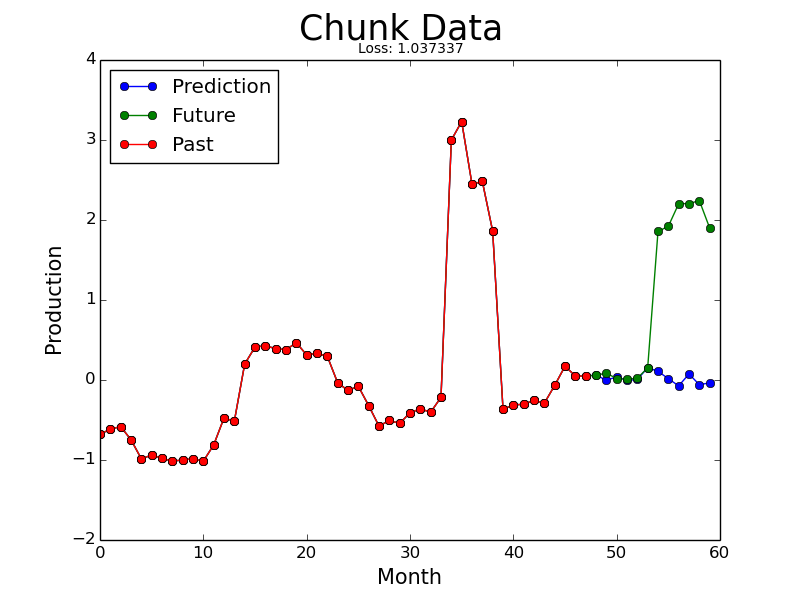 Chunk Data
Loss: 1.037337
Prediction
Future
Past
4
3
2
1
0
−1
−2
Production
0 10 20 30 40 50 60
Month